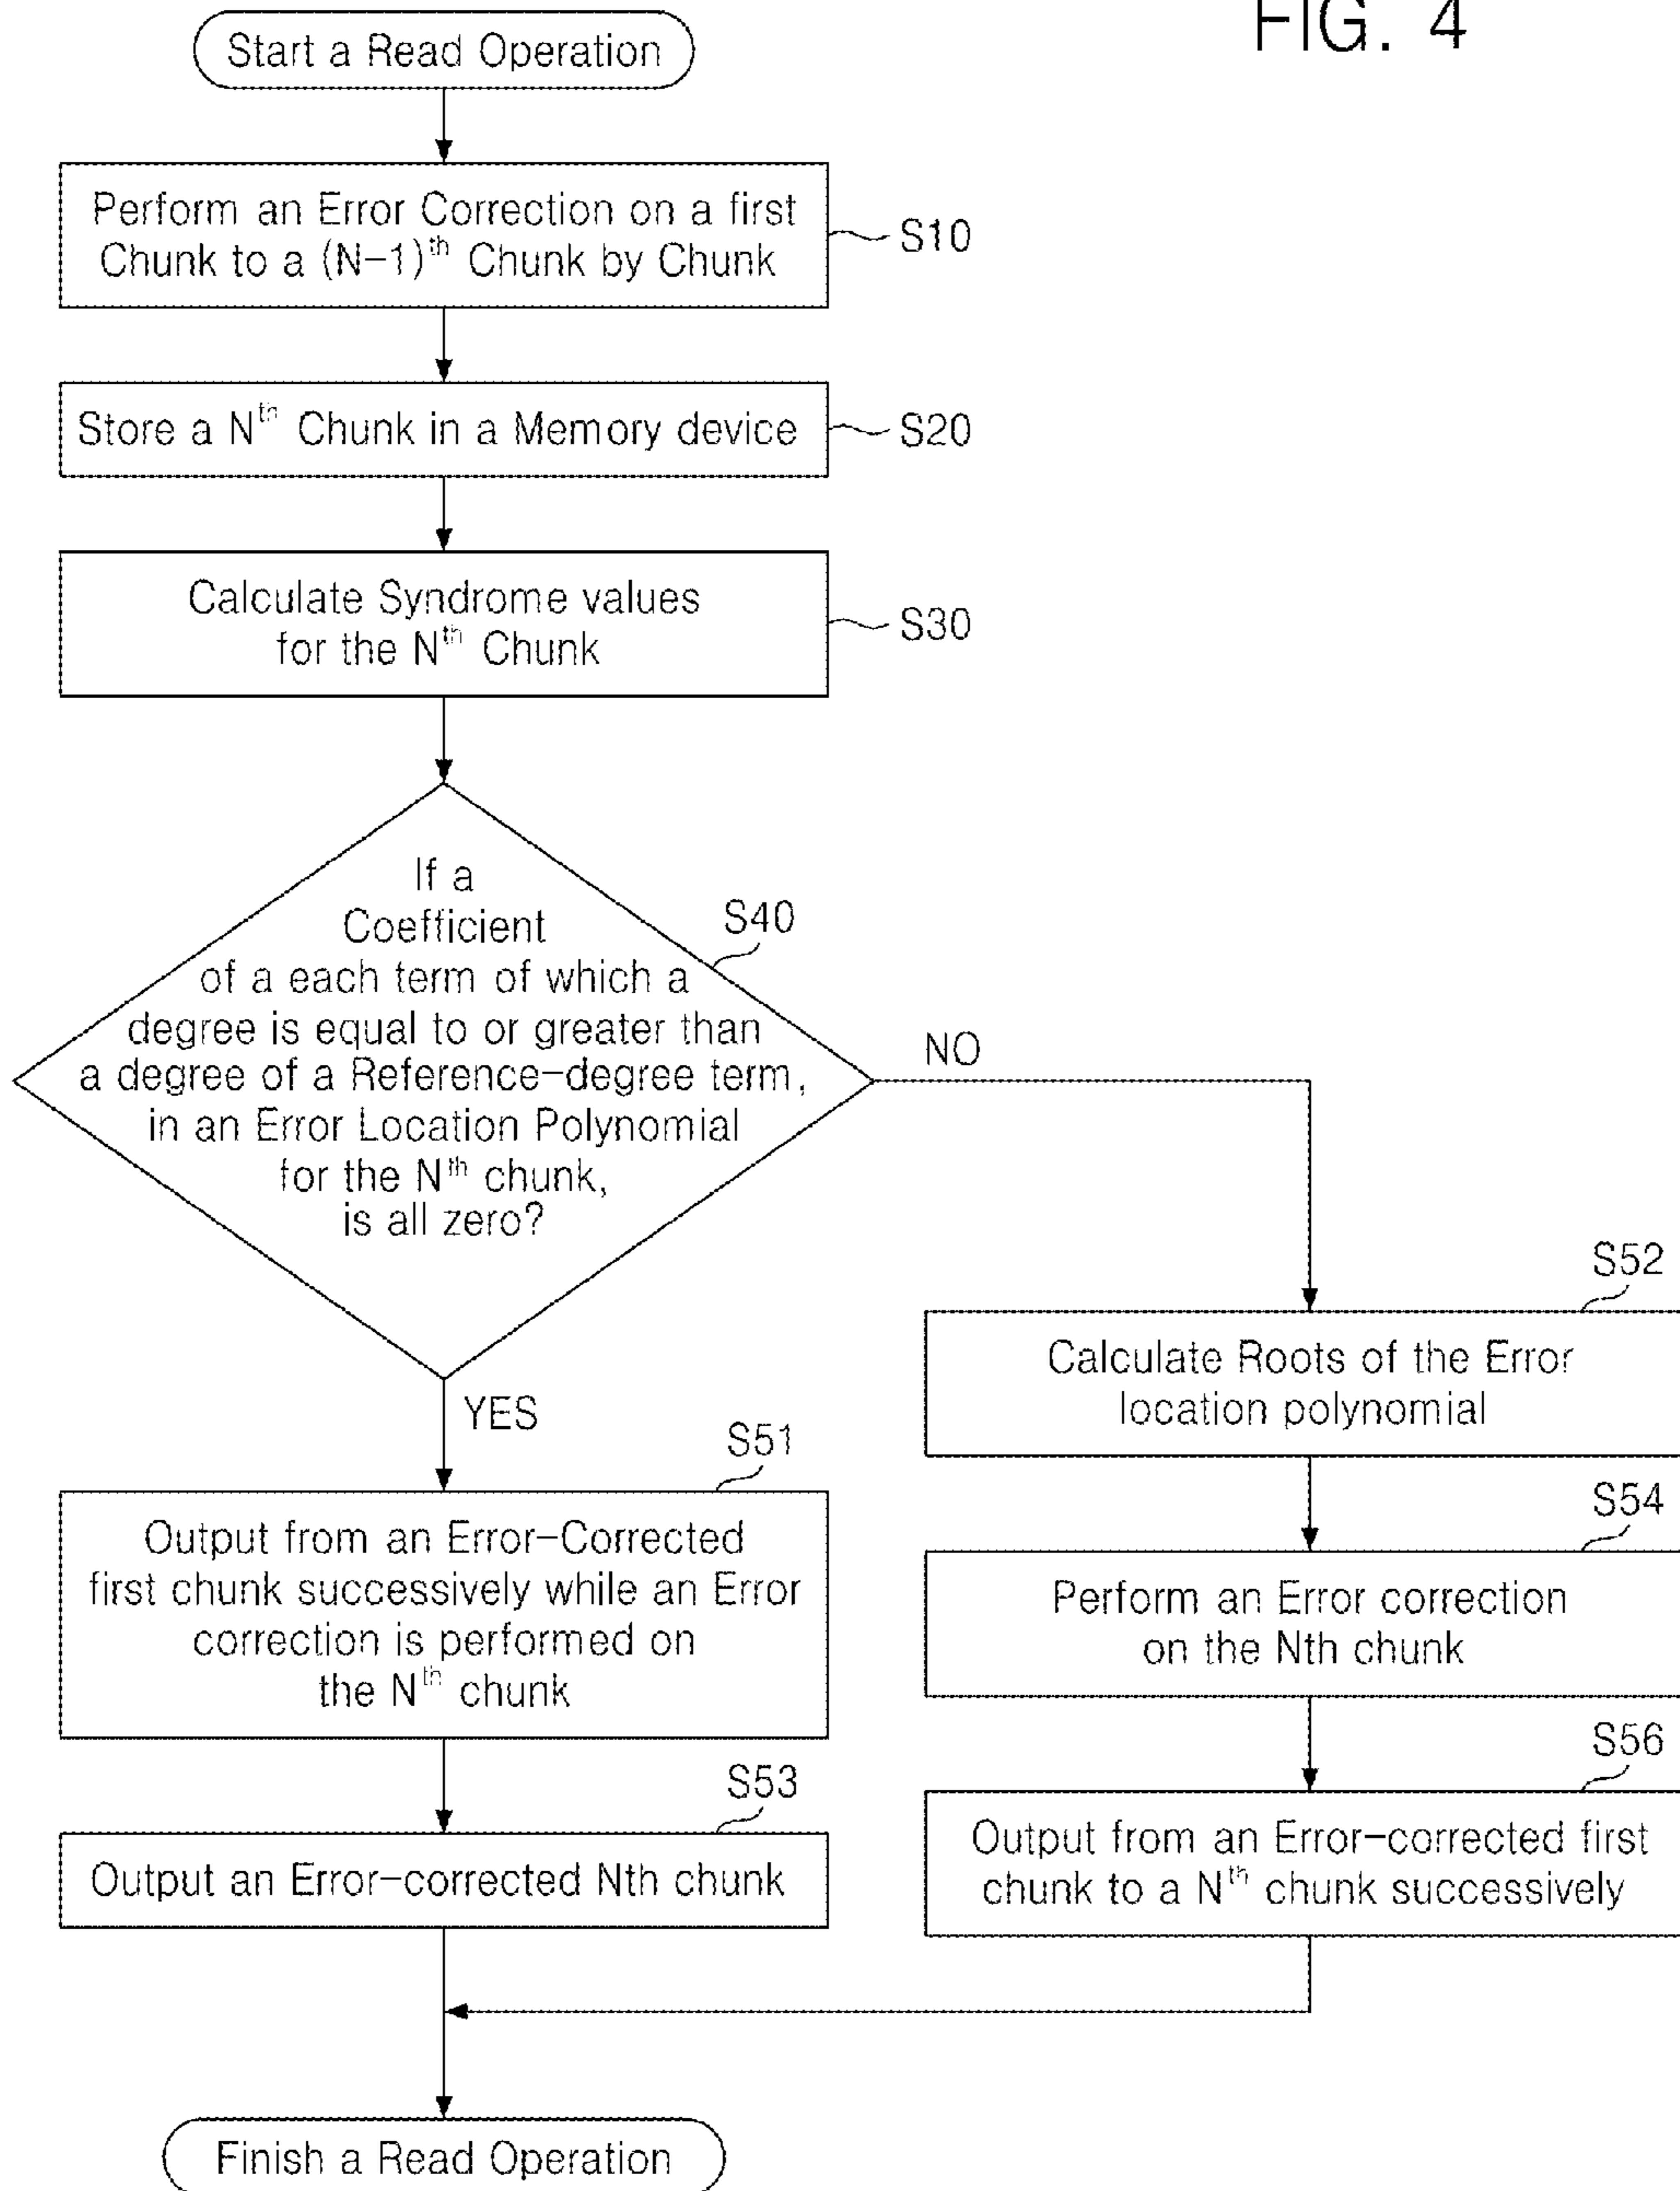 FIG. 4
Start a Read Operation
Perform an Error Correction on a first
Chunk to a (N-1)th Chunk by Chunk
S10
Store a Nth Chunk in a Memory device
S20
Calculate Syndrome values
for the Nth Chunk
S30
If a
Coefficient
of a each term of which a
degree is equal to or greater than
a degree of a Reference-degree term,
in an Error Location Polynomial
for the Nth chunk,
is all zero?
S40
NO
YES
S51
Output from an Error-Corrected
first chunk successively while an Error
correction is performed on
the Nth chunk
S53
Output an Error-corrected Nth chunk
S52
Calculate Roots of the Error
location polynomial
S54
Perform an Error correction
on the Nth chunk
S56
Output from an Error-corrected first
chunk to a Nth chunk successively
Finish a Read Operation